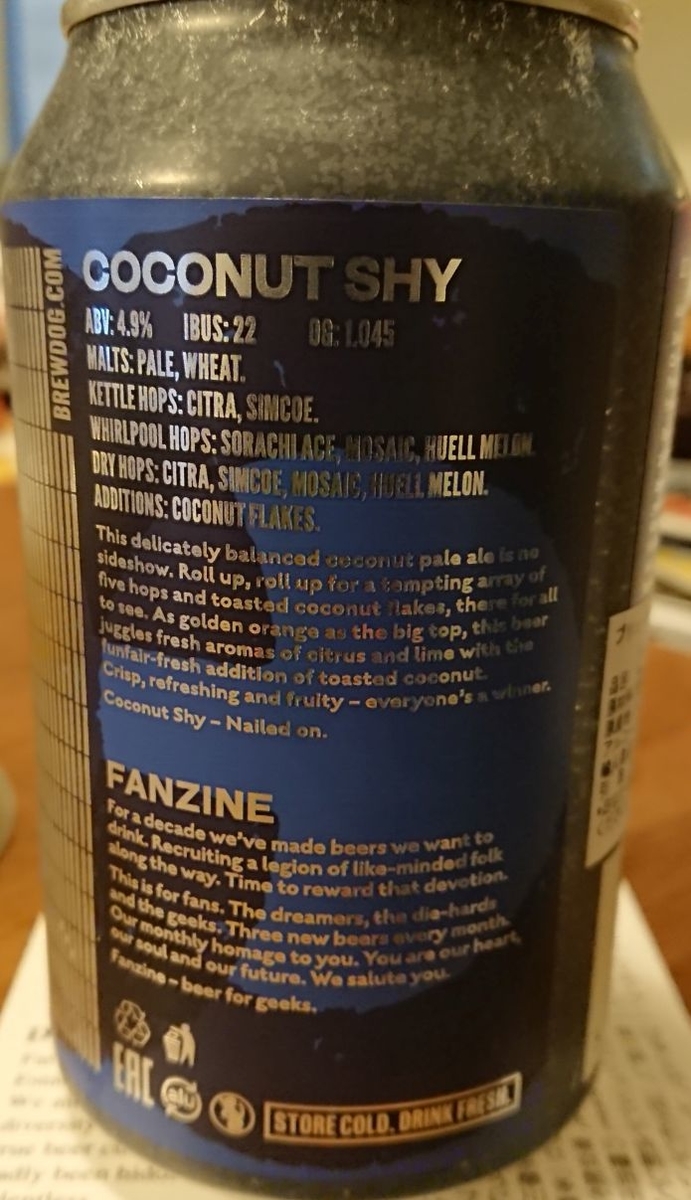 BREWDOG.COM
COCONUT SHY
ABV: 4.9% IBUS: 22 OG: 1.045
MALTS: PALE, WHEAT.
KETTLE HOPS: CITRA, SIMCOE.
WHIRLPOOL HOPS: SORACHI ACE, MOSAIC, HUELL MELON.
DRY HOPS: CITRA, SIMCOE, MOSAIC, HUELL MELON.
ADDITIONS: COCONUT FLAKES.
This delicately balanced coconut pale ale is no
sideshow. Roll up, roll up for a tempting array of
five hops and toasted coconut flakes, there for all
to see. As golden orange as the big top, this beer
juggles fresh aromas of citrus and lime with the
funfair-fresh addition of toasted coconut.
Crisp, refreshing and fruity – everyone's a winner.
Coconut Shy – Nailed on.
FANZINE
For a decade we've made beers we want to
drink. Recruiting a legion of like-minded folk
along the way. Time to reward that devotion.
This is for fans. The dreamers, the die-hards
and the geeks. Three new beers every month.
Our monthly homage to you. You are our heart,
our soul and our future. We salute you.
Fanzine – beer for geeks.
EAC alu
STORE COLD. DRINK FRESH.